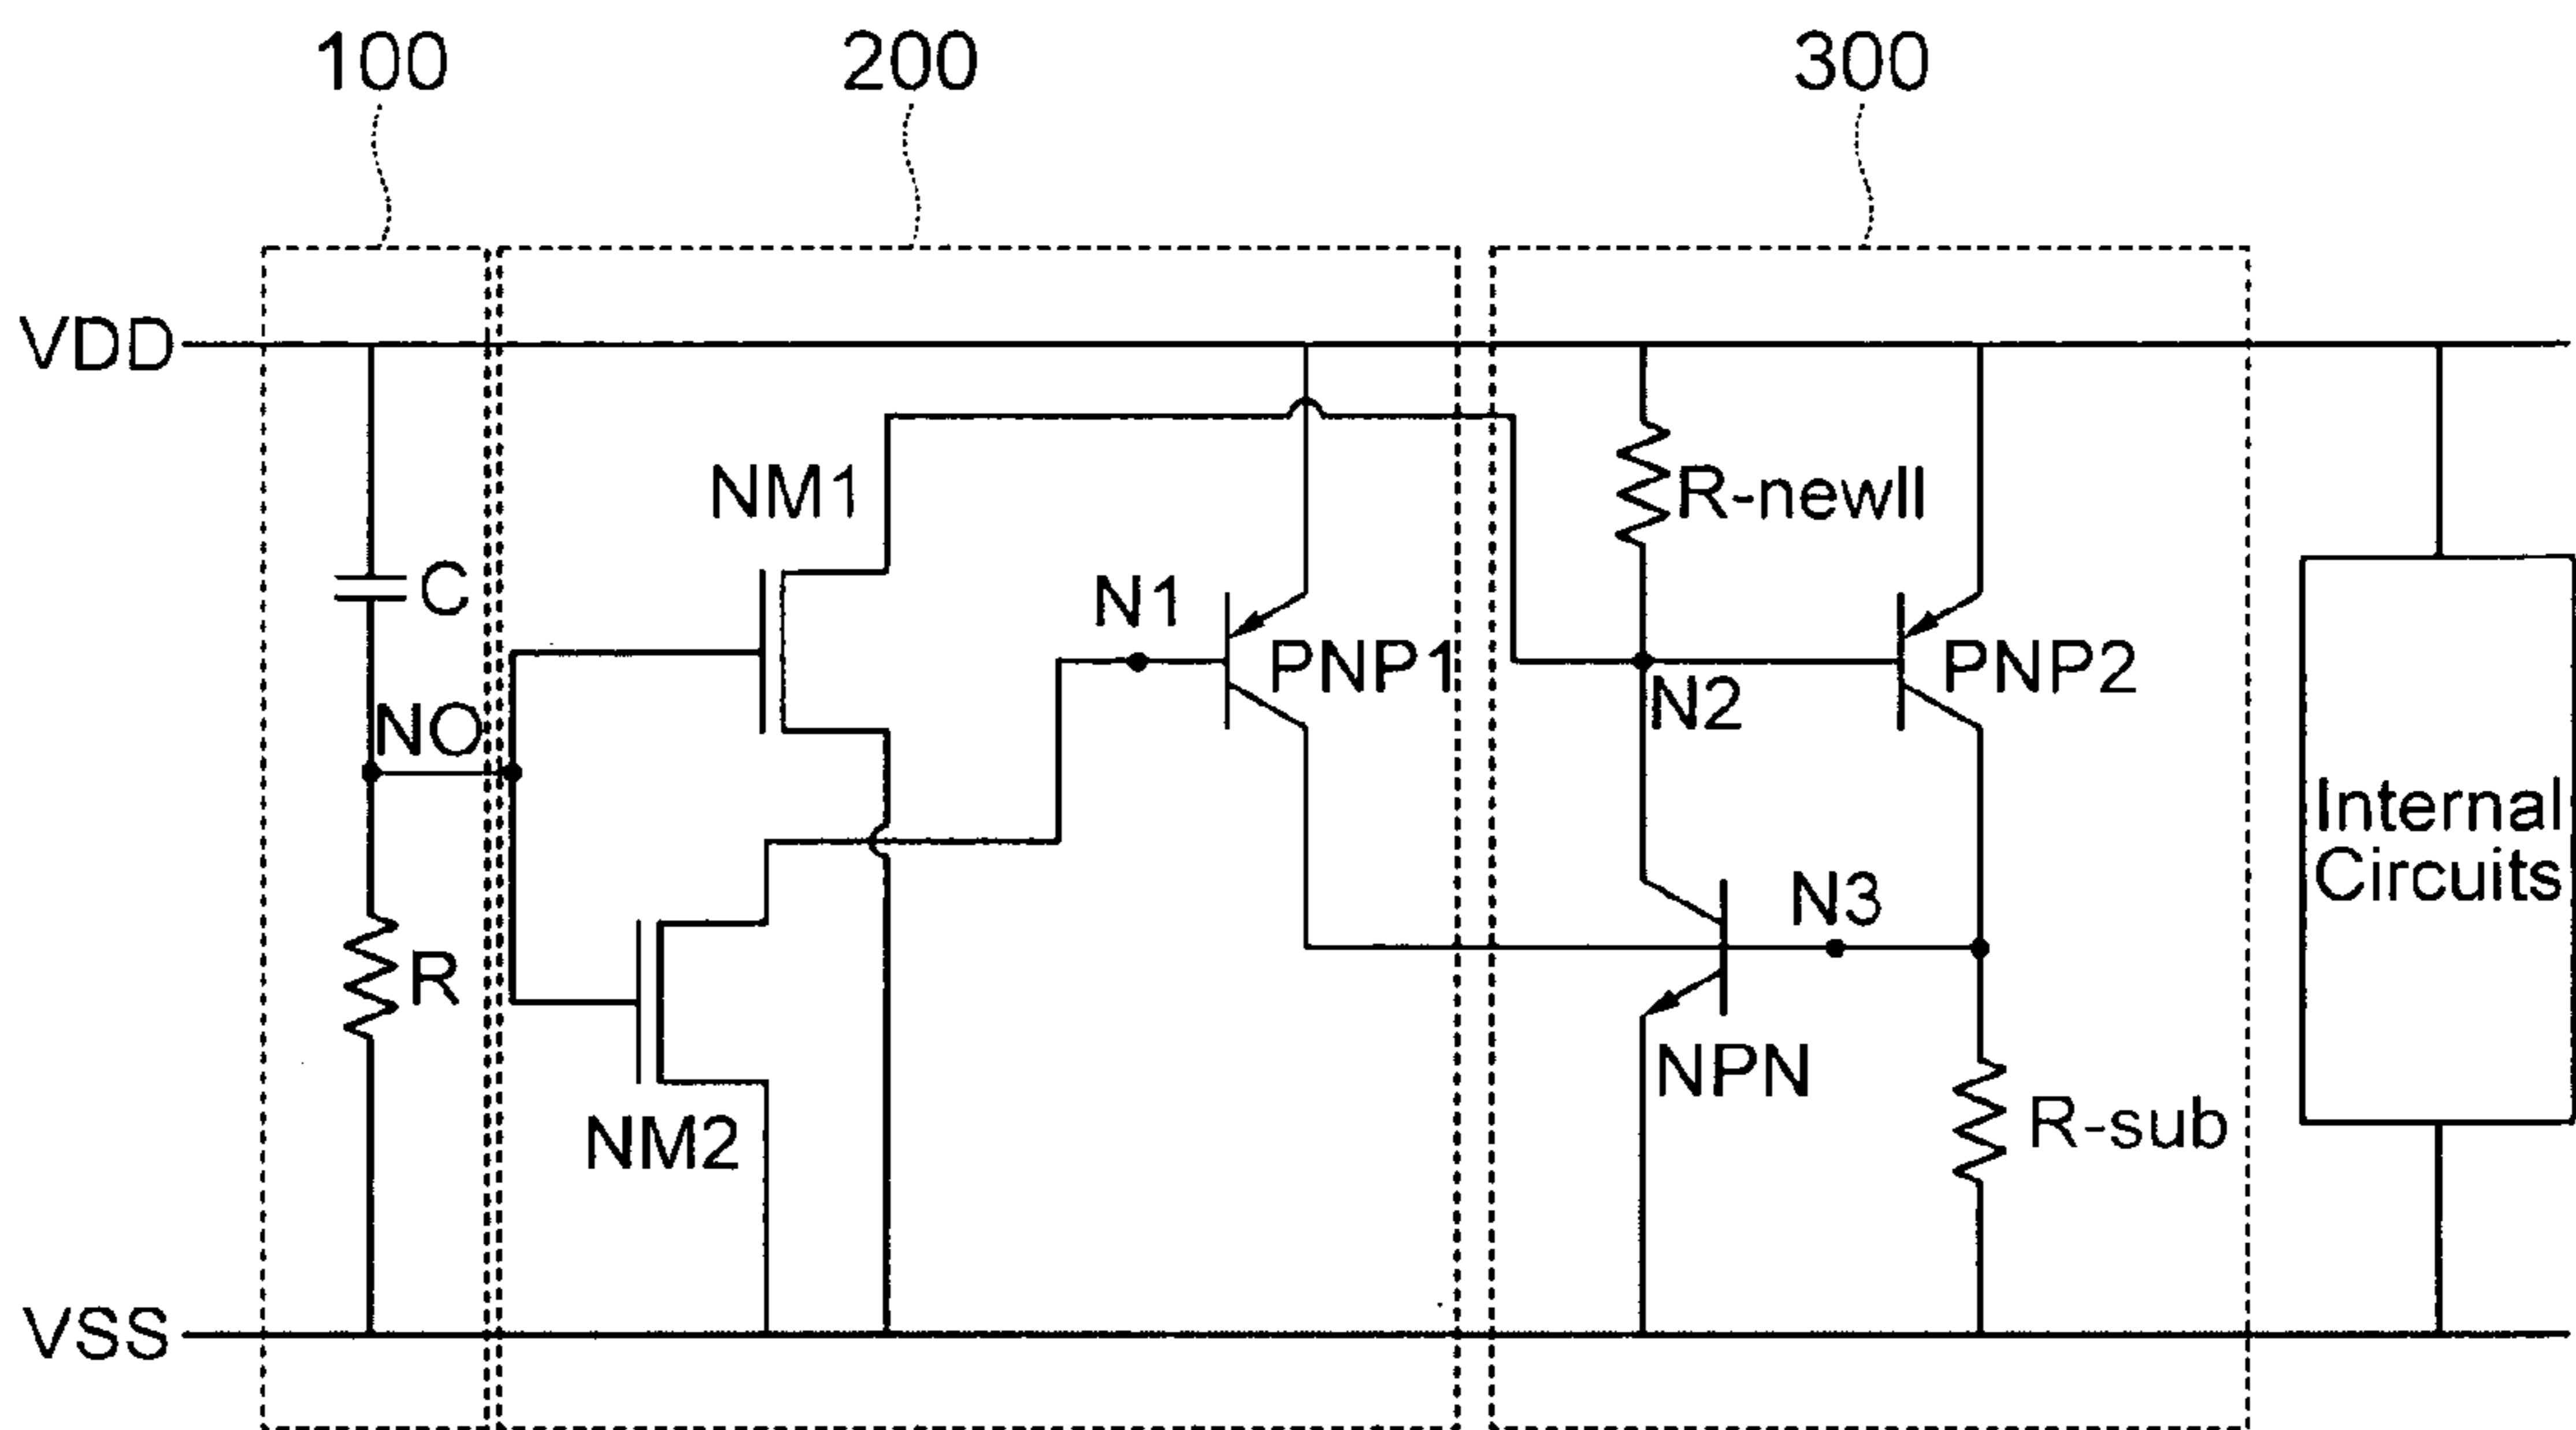 100
200
300
VDD
NM1
R-newll
C
N1
PNP1
PNP2
N2
NO
Internal
Circuits
N3
R
NPN
NM2
R-sub
VSS